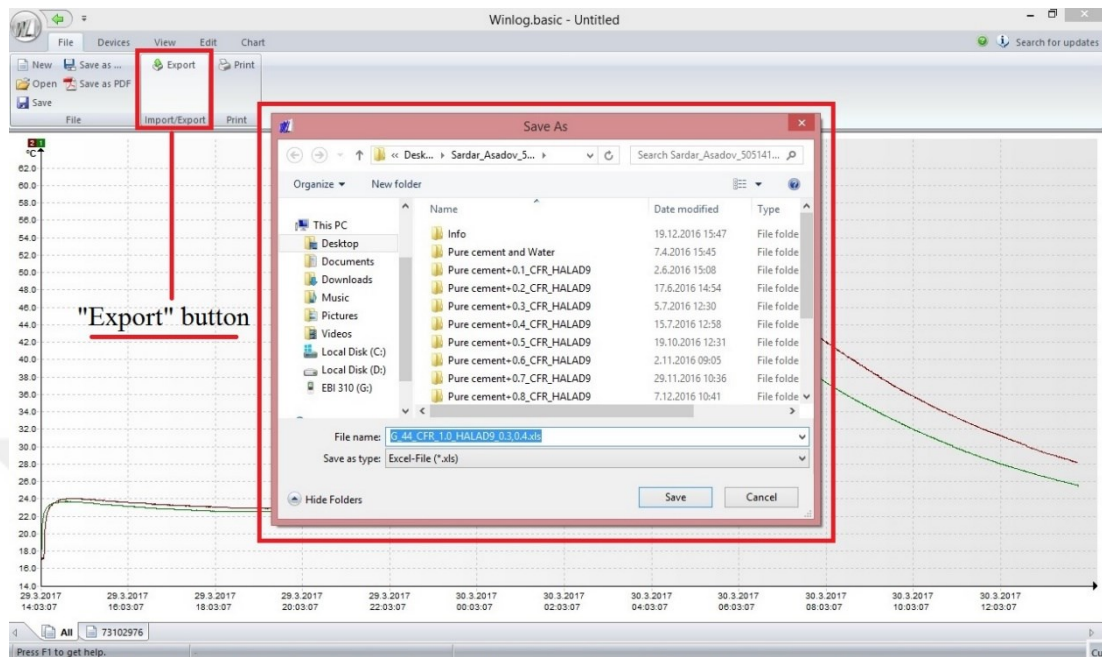 Winlog.basic - Untitled
File Devices View Edit Chart
Search for updates
New Save as ... Export Print
Open Save as PDF
Save
File Import/Export Print
Save As
« Desk... Sardar_Asadov_5...
Search Sardar_Asadov_505141...
Organize New folder
Name Date modified Type
This PC
Desktop
Documents
Downloads
Music
Pictures
Videos
Local Disk (C:)
Local Disk (D:)
EBI 310 (G:)
Info 19.12.2016 15:47 File folde
Pure cement and Water 7.4.2016 15:45 File folde
Pure cement+0.1_CFR_HALAD9 2.6.2016 15:08 File folde
Pure cement+0.2_CFR_HALAD9 17.6.2016 14:54 File folde
Pure cement+0.3_CFR_HALAD9 5.7.2016 12:30 File folde
Pure cement+0.4_CFR_HALAD9 15.7.2016 12:58 File folde
Pure cement+0.5_CFR_HALAD9 19.10.2016 12:31 File folde
Pure cement+0.6_CFR_HALAD9 2.11.2016 09:05 File folde
Pure cement+0.7_CFR_HALAD9 29.11.2016 10:36 File folde
Pure cement+0.8_CFR_HALAD9 7.12.2016 10:41 File folde
File name: G_44_CFR_1.0_HALAD9_0.3,0.4.xls
Save as type: Excel-File (*.xls)
Hide Folders Save Cancel
"Export" button
2 1
°C
62.0
60.0
58.0
56.0
54.0
52.0
50.0
48.0
46.0
44.0
42.0
40.0
38.0
36.0
34.0
32.0
30.0
28.0
26.0
24.0
22.0
20.0
18.0
16.0
14.0
29.3.2017 29.3.2017 29.3.2017 29.3.2017 29.3.2017 30.3.2017 30.3.2017 30.3.2017 30.3.2017 30.3.2017 30.3.2017 30.3.2017
14:03:07 16:03:07 18:03:07 20:03:07 22:03:07 00:03:07 02:03:07 04:03:07 06:03:07 08:03:07 10:03:07 12:03:07
All 73102976
Press F1 to get help.
Cu